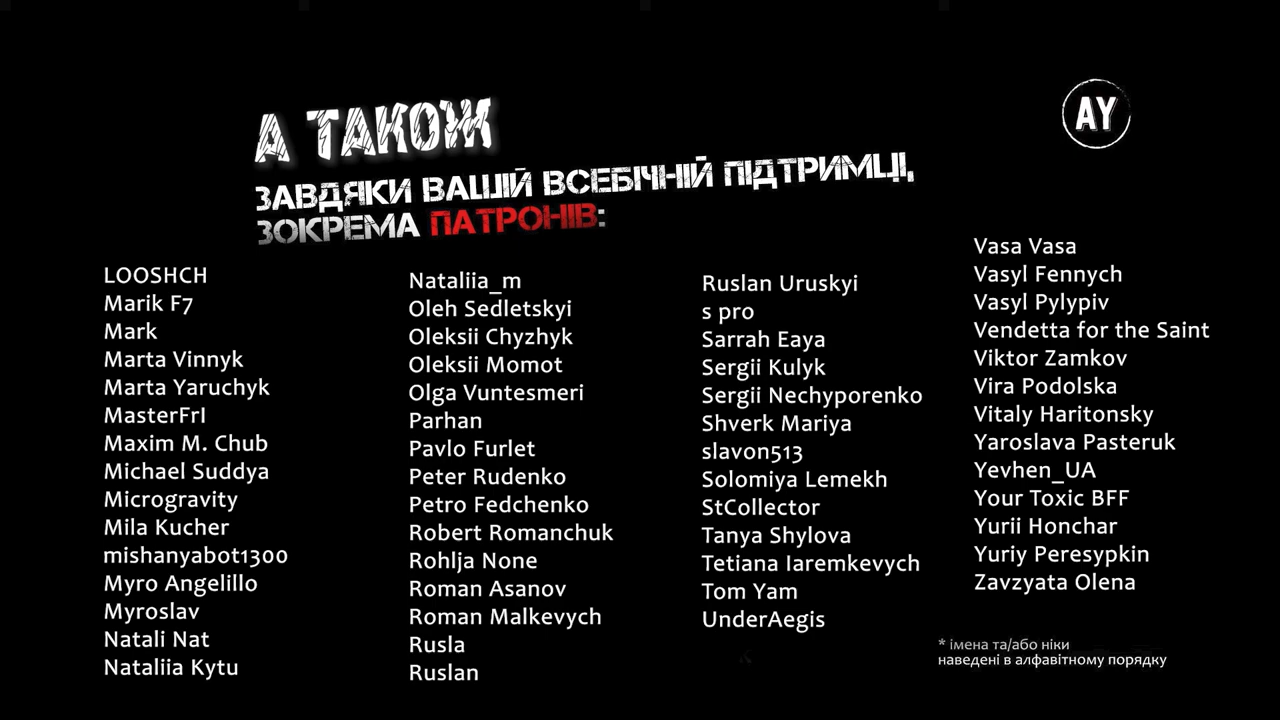 А ТАКОЖ
AY
ЗАВДЯКИ ВАШІЙ ВСЕБІЧНІЙ ПІДТРИМЦІ,
ЗОКРЕМА ПАТРОНІВ:
LOOSHCH
Marik F7
Mark
Marta Vinnyk
Marta Yaruchyk
MasterFrI
Maxim M. Chub
Michael Suddya
Microgravity
Mila Kucher
mishanyabot1300
Myro Angelillo
Myroslav
Natali Nat
Nataliia Kytu
Nataliia_m
Oleh Sedletskyi
Oleksii Chyzhyk
Oleksii Momot
Olga Vuntesmeri
Parhan
Pavlo Furlet
Peter Rudenko
Petro Fedchenko
Robert Romanchuk
Rohlja None
Roman Asanov
Roman Malkevych
Rusla
Ruslan
Ruslan Uruskyi
s pro
Sarrah Eaya
Sergii Kulyk
Sergii Nechyporenko
Shverk Mariya
slavon513
Solomiya Lemekh
StCollector
Tanya Shylova
Tetiana Iaremkevych
Tom Yam
UnderAegis
Vasa Vasa
Vasyl Fennych
Vasyl Pylypiv
Vendetta for the Saint
Viktor Zamkov
Vira Podolska
Vitaly Haritonsky
Yaroslava Pasteruk
Yevhen_UA
Your Toxic BFF
Yurii Honchar
Yuriy Peresypkin
Zavzyata Olena
* імена та/або ніки
наведені в алфавітному порядку